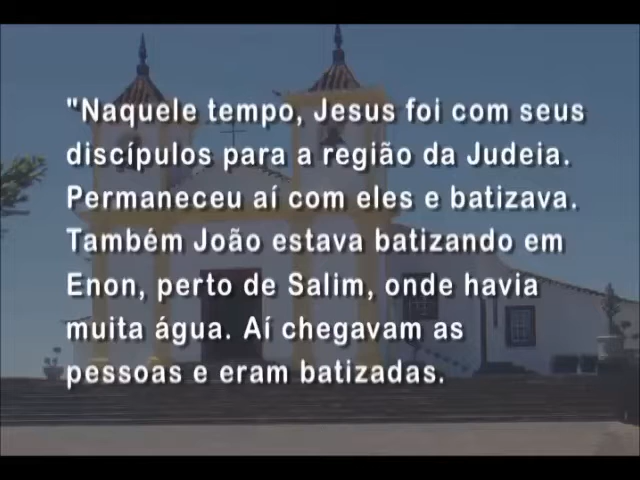 "Naquele tempo, Jesus foi com seus
discípulos para a região da Judeia.
Permaneceu aí com eles e batizava.
Também João estava batizando em
Enon, perto de Salim, onde havia
muita água. Aí chegavam as
pessoas e eram batizadas.